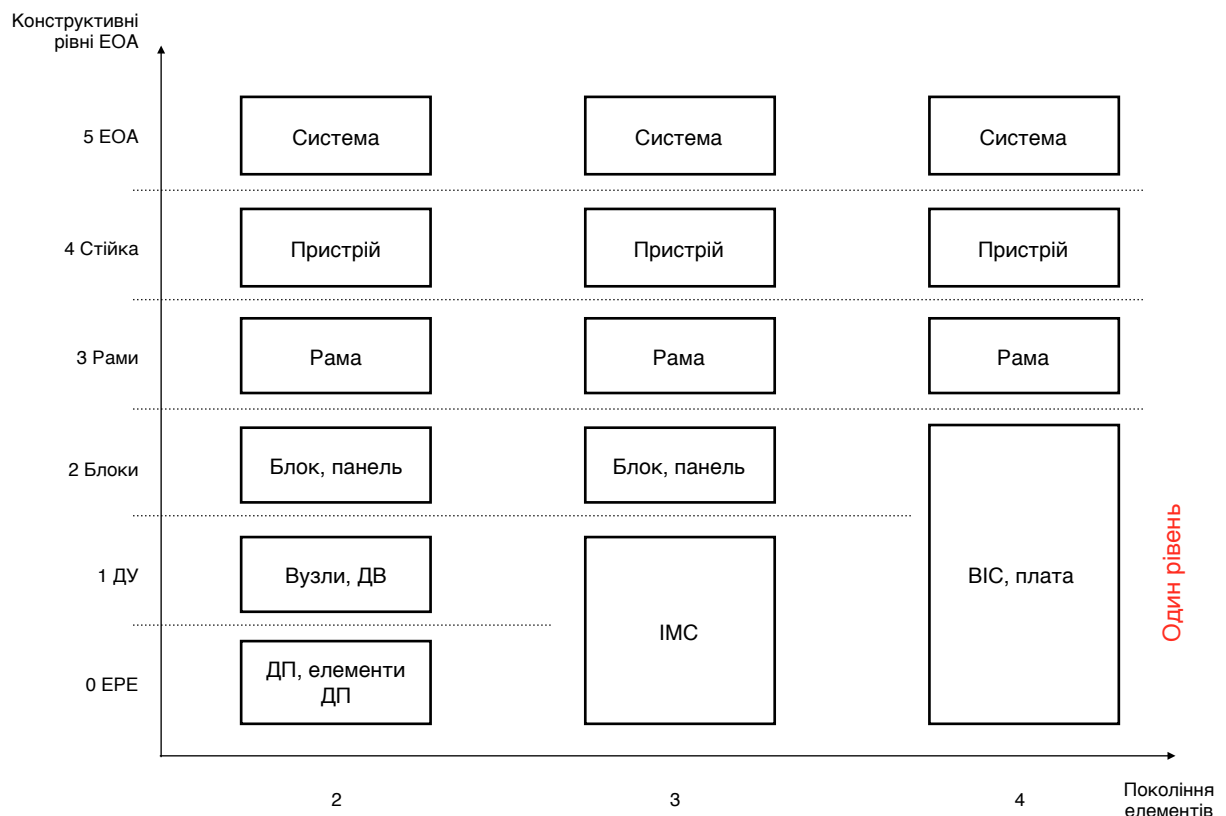 Конструктивні
рівні ЕОА
5 ЕОА
Система
Система
Система
4 Стійка
Пристрій
Пристрій
Пристрій
3 Рами
Рама
Рама
Рама
2 Блоки
Блок, панель
Блок, панель
1 ДУ
Вузли, ДВ
ІМС
ВІС, плата
Один рівень
0 ЕРЕ
ДП, елементи
ДП
2
3
4
Покоління
елементів